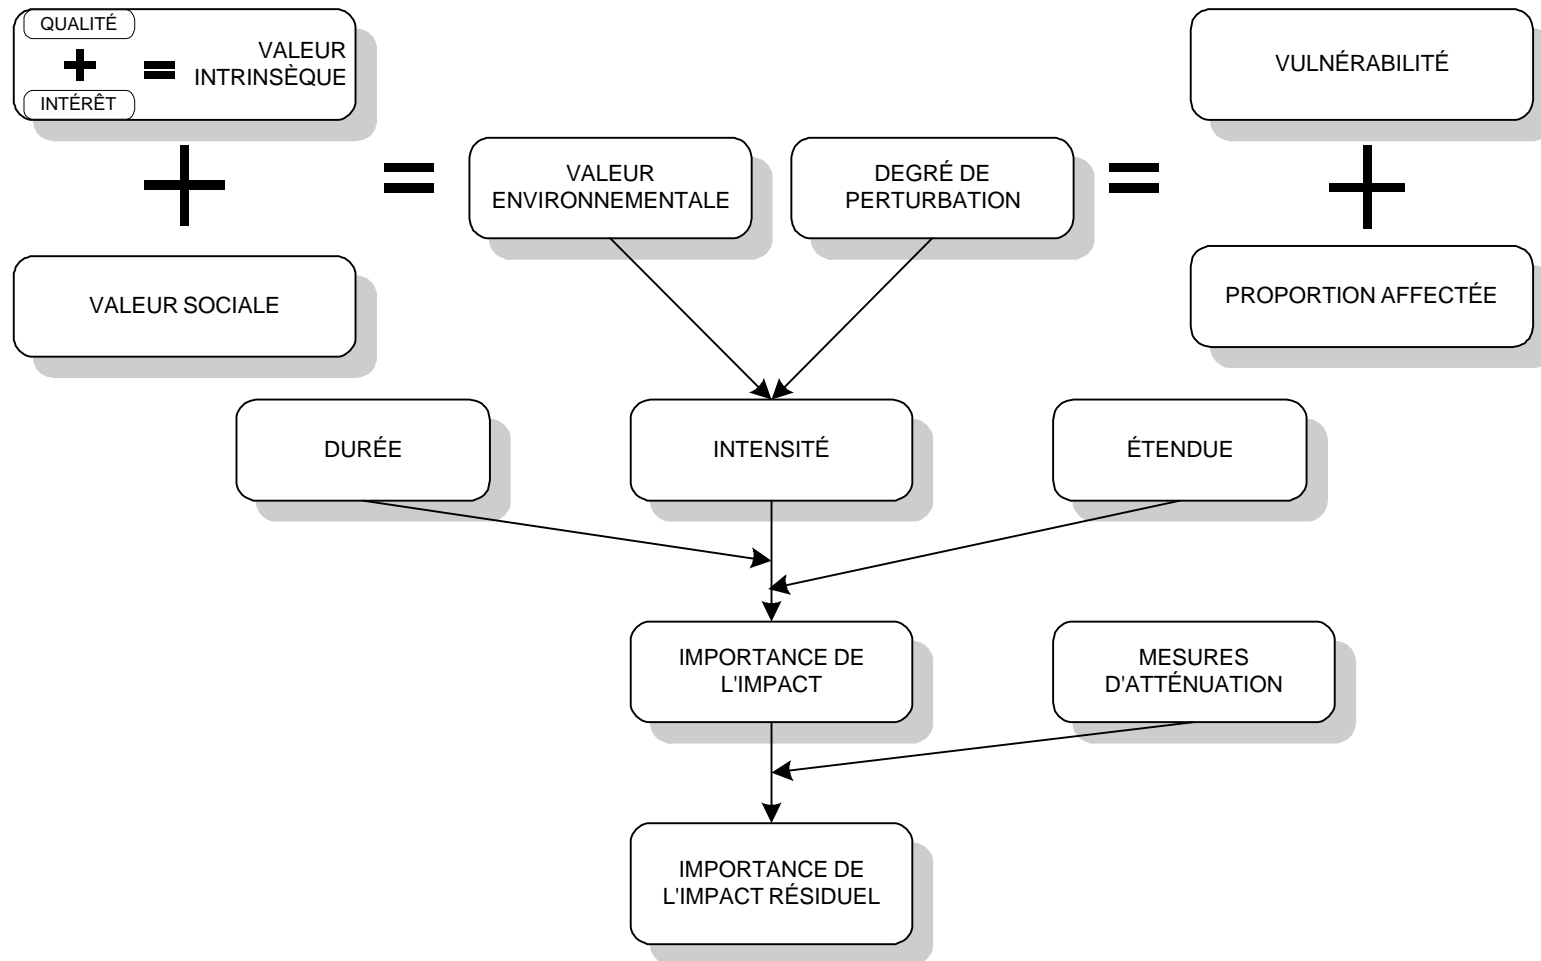 QUALITÉ
+
=
VALEUR
INTRINSÈQUE
INTÉRÊT
+
VALEUR SOCIALE
=
VALEUR
ENVIRONNEMENTALE
DEGRÉ DE
PERTURBATION
=
VULNÉRABILITÉ
+
PROPORTION AFFECTÉE
DURÉE
INTENSITÉ
ÉTENDUE
IMPORTANCE DE
L'IMPACT
MESURES
D'ATTÉNUATION
IMPORTANCE DE
L'IMPACT RÉSIDUEL